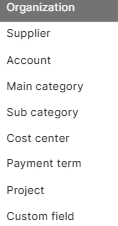 Organization
Supplier
Account
Main category
Sub category
Cost center
Payment term
Project
Custom field